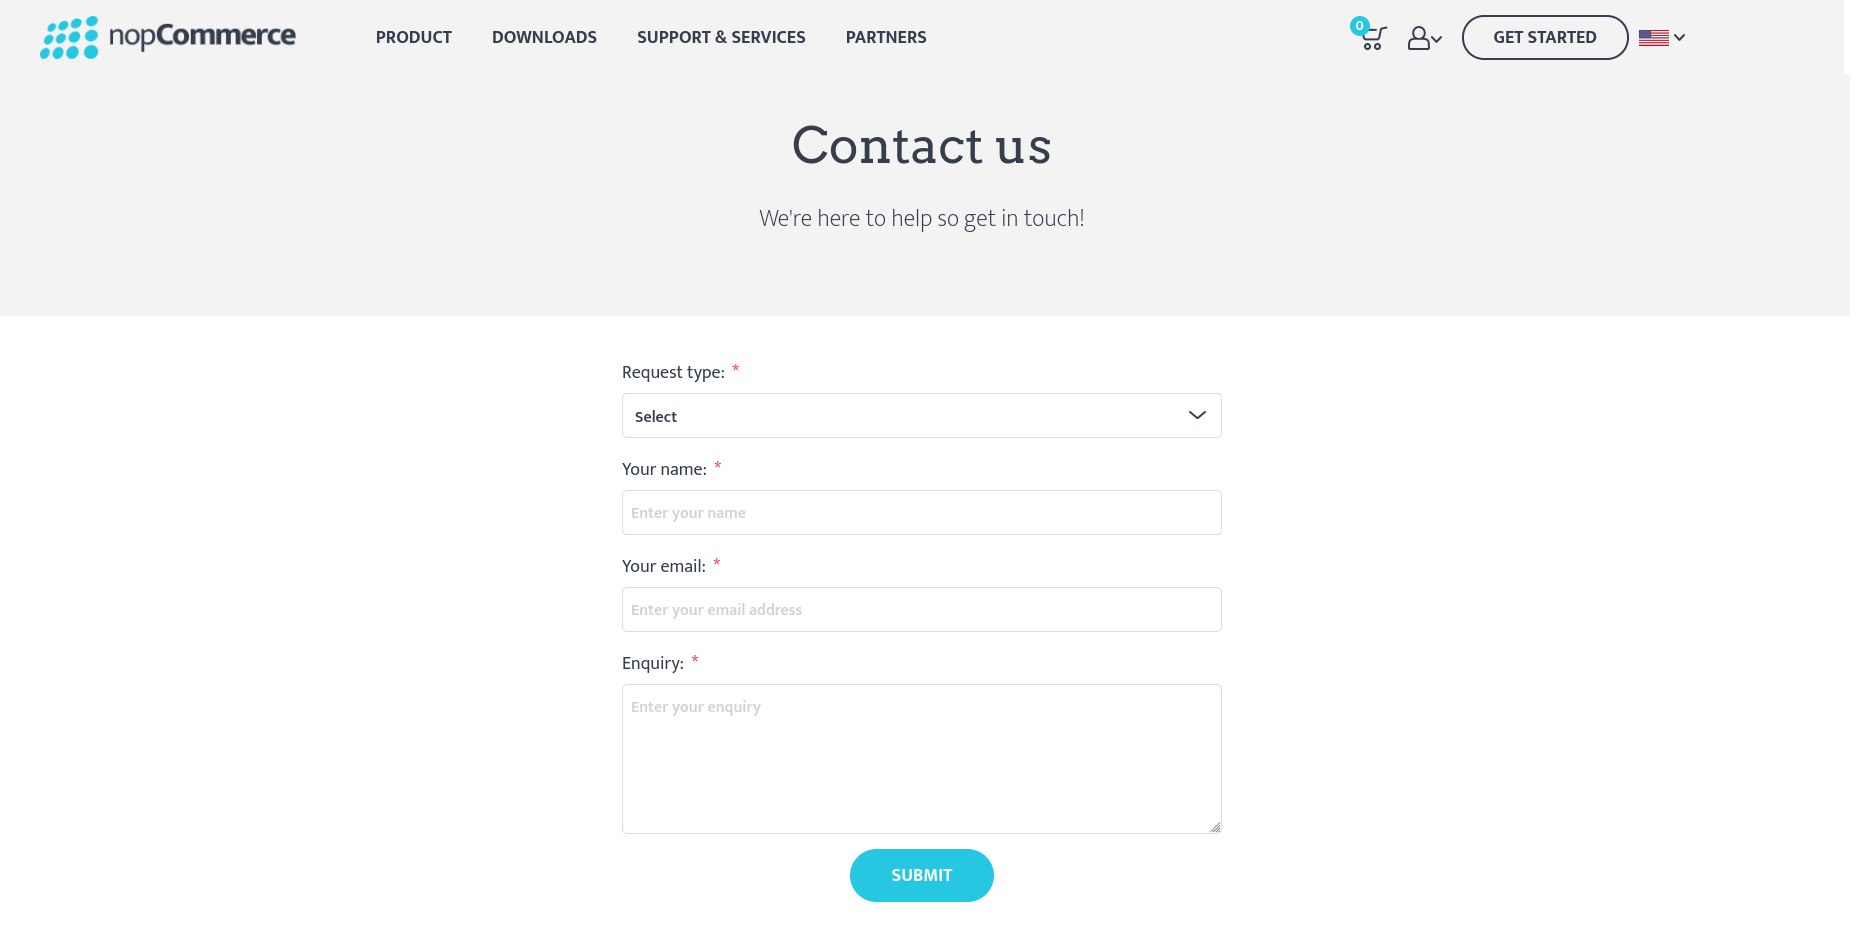 nopCommerce
PRODUCT DOWNLOADS SUPPORT & SERVICES PARTNERS
0
GET STARTED
Contact us
We're here to help so get in touch!
Request type: *
Select
Your name: *
Enter your name
Your email: *
Enter your email address
Enquiry: *
Enter your enquiry
SUBMIT